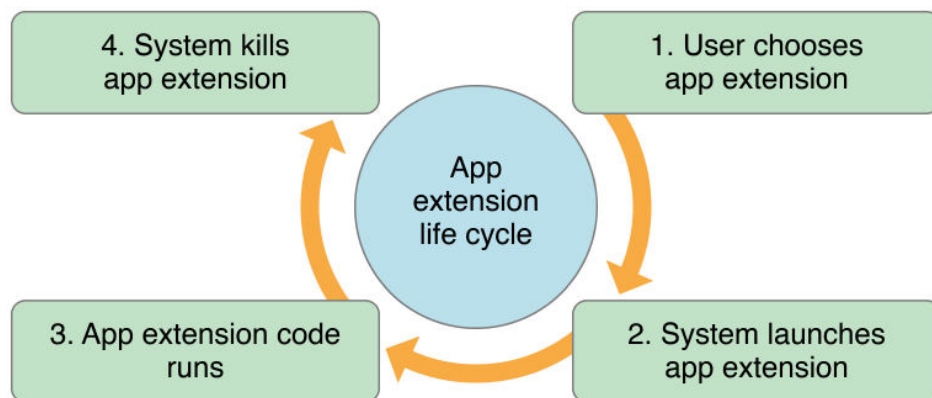 4. System kills
app extension
1. User chooses
app extension
App
extension
life cycle
3. App extension code
runs
2. System launches
app extension